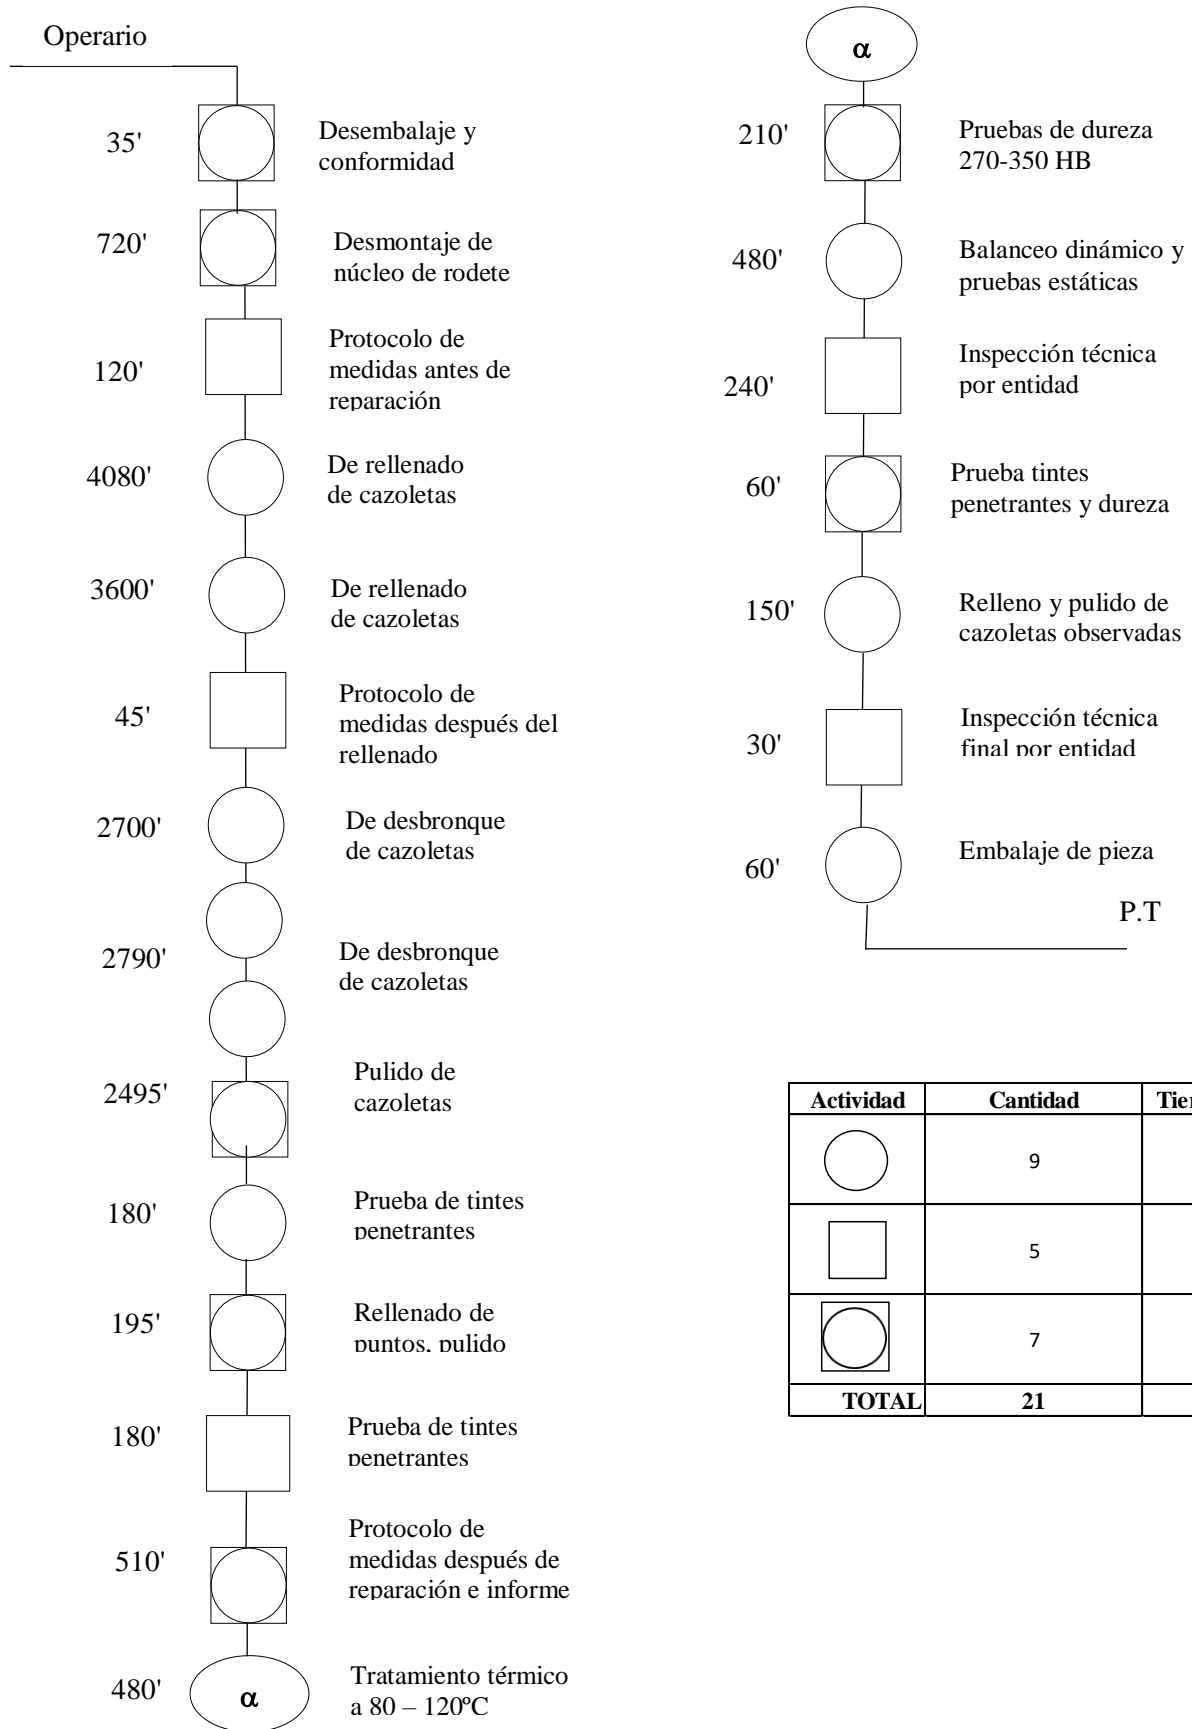 Operario
35'
Desembalaje y
conformidad
720'
Desmontaje de
núcleo de rodete
120'
Protocolo de
medidas antes de
reparación
4080'
De rellenado
de cazoletas
3600'
De rellenado
de cazoletas
45'
Protocolo de
medidas después del
rellenado
2700'
De desbronque
de cazoletas
2790'
De desbronque
de cazoletas
2495'
Pulido de
cazoletas
180'
Prueba de tintes
penetrantes
195'
Rellenado de
puntos, pulido
180'
Prueba de tintes
penetrantes
510'
Protocolo de
medidas después de
reparación e informe
480'
α
Tratamiento térmico
a 80 – 120ºC
α
210'
Pruebas de dureza
270-350 HB
480'
Balanceo dinámico y
pruebas estáticas
240'
Inspección técnica
por entidad
60'
Prueba tintes
penetrantes y dureza
150'
Relleno y pulido de
cazoletas observadas
30'
Inspección técnica
final por entidad
60'
Embalaje de pieza
P.T
Actividad Cantidad
9
5
7
TOTAL 21